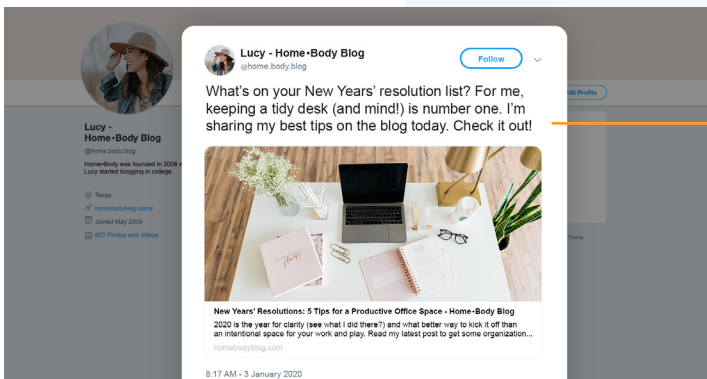 Lucy - Home•Body Blog
@home.body.blog
Follow
What's on your New Years' resolution list? For me,
keeping a tidy desk (and mind!) is number one. I'm
sharing my best tips on the blog today. Check it out!
New Years' Resolutions: 5 Tips for a Productive Office Space - Home•Body Blog
2020 is the year for clarity (see what I did there?) and what better way to kick it off than
an intentional space for your work and play. Read my latest post to get some organization...
homebodyblog.com
8:17 AM - 3 January 2020
Lucy -
Home•Body Blog
@home.body.blog
Home•Body was founded in 2008 w
Lucy started blogging in college.
Texas
homebodyblog.come
Joined May 2009
800 Photos and videos
dit Profile
Terms